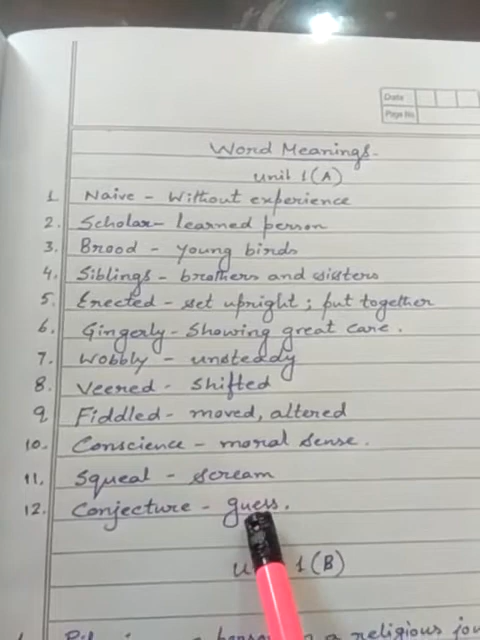 Date
Page No
Word Meanings.
Unit 1(A)
1. Naive - Without experience
2. Scholar- learned person
3. Brood - young birds
4. Siblings - brothers and sisters
5. Erected - set upright; put together
6. Gingerly - Showing great care.
7. Wobbly - unsteady
8. Veered - Shifted
9 Fiddled - moved, altered
10. Conscience - moral sense.
11. Squeal - scream
12. Conjecture - guess.
1(B)
a religious